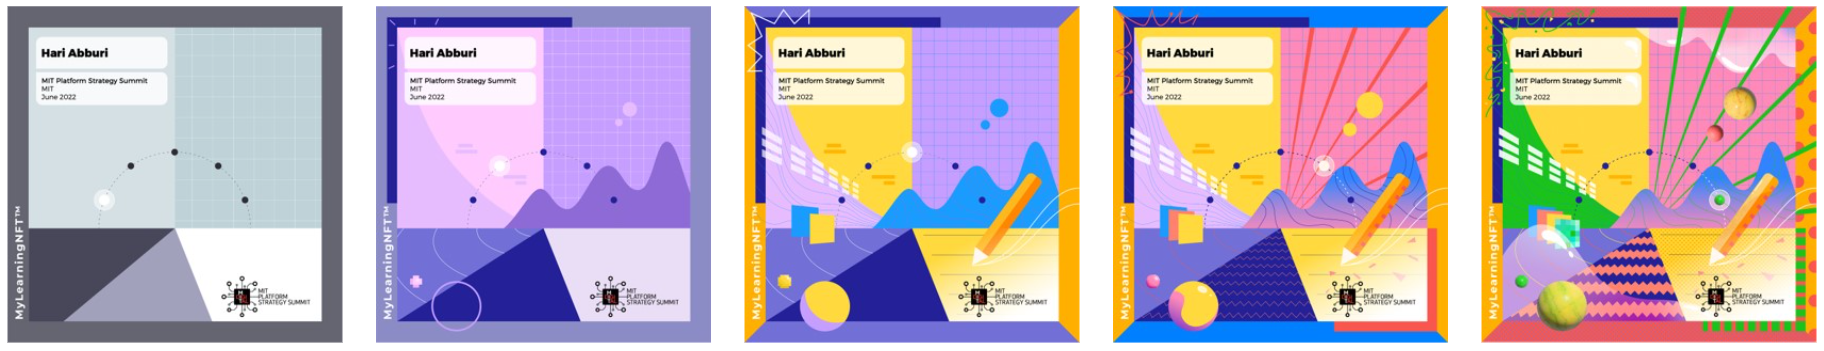 Hari Abburi
MIT Platform Strategy Summit
MIT
June 2022
MyLearningNFT™
MIT
PLATFORM
STRATEGY SUMMIT
Hari Abburi
MIT Platform Strategy Summit
MIT
June 2022
MyLearningNFT™
MIT
PLATFORM
STRATEGY SUMMIT
Hari Abburi
MIT Platform Strategy Summit
MIT
June 2022
MyLearningNFT™
MIT
PLATFORM
STRATEGY SUMMIT
Hari Abburi
MIT Platform Strategy Summit
MIT
June 2022
MyLearningNFT™
MIT
PLATFORM
STRATEGY SUMMIT
Hari Abburi
MIT Platform Strategy Summit
MIT
June 2022
MyLearningNFT™
MIT
PLATFORM
STRATEGY SUMMIT